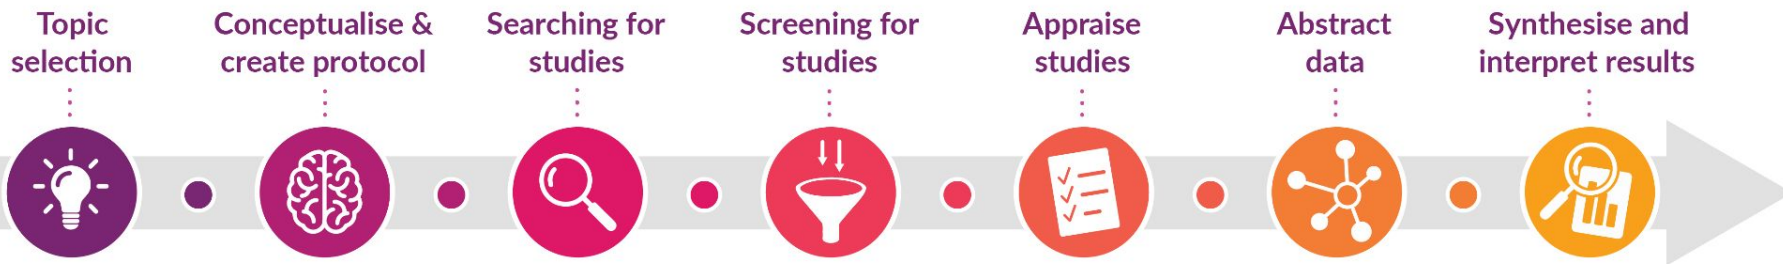 Topic
selection
Conceptualise &
create protocol
Searching for
studies
Screening for
studies
Appraise
studies
Abstract
data
Synthesise and
interpret results